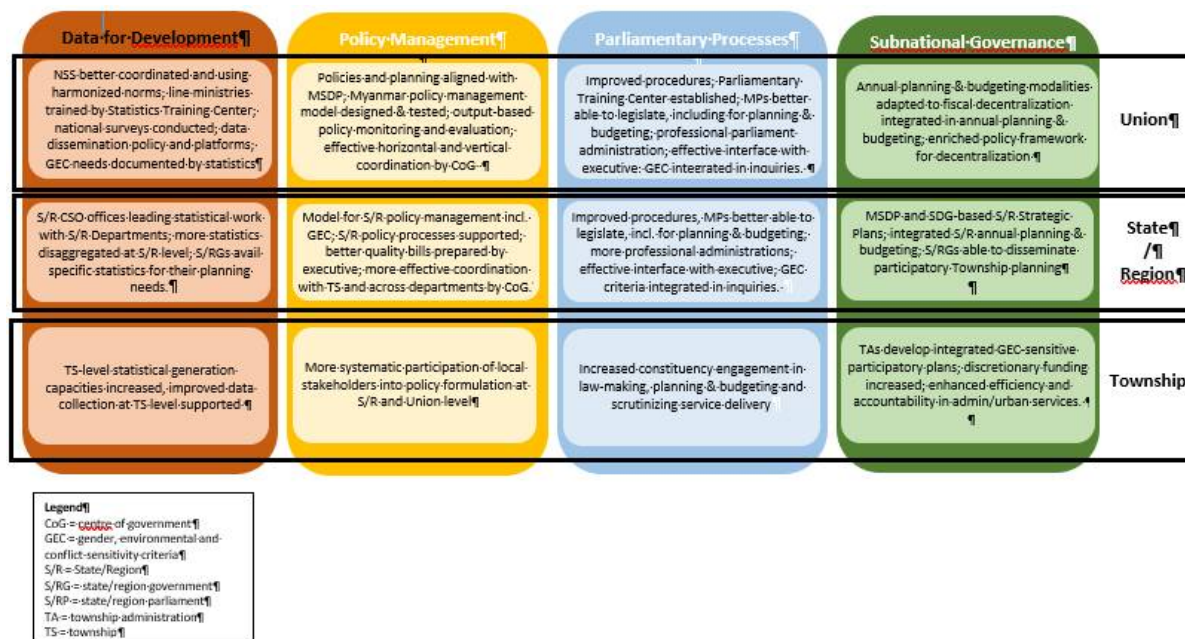 Data for Development¶
Policy Management¶
¶
Parliamentary Processes¶
Subnational Governance¶
NSS better coordinated and using
harmonized norms; line ministries
trained by Statistics Training Center;
national surveys conducted; data
dissemination policy and platforms;
GEC needs documented by statistics¶
Policies and planning aligned with
MSDP; Myanmar policy management
model designed & tested; output-based
policy monitoring and evaluation;
effective horizontal and vertical
coordination by CoG ¶
Improved procedures; Parliamentary
Training Center established; MPs better
able to legislate, including for planning &
budgeting; professional parliament
administration; effective interface with
executive: GEC integrated in inquiries. ¶
Annual planning & budgeting modalities
adapted to fiscal decentralization
integrated in annual planning &
budgeting; enriched policy framework
for decentralization ¶
Union¶
S/R CSO offices leading statistical work
with S/R Departments; more statistics
disaggregated at S/R level; S/RGs avail
specific statistics for their planning
needs.¶
Model for S/R policy management incl.
GEC; S/R policy processes supported;
better quality bills prepared by
executive; more effective coordination
with TS and across departments by CoG.
Improved procedures, MPs better able to
legislate, incl. for planning & budgeting;
more professional administrations;
effective interface with executive; GEC
criteria integrated in inquiries. ¶
MSDP and SDG-based S/R Strategic
Plans; integrated S/R annual planning &
budgeting; S/RGs able to disseminate
participatory Township planning¶
¶
State¶
/¶
Region¶
TS-level statistical generation
capacities increased, improved data
collection at TS-level supported ¶
More systematic participation of local
stakeholders into policy formulation at
S/R and Union level¶
Increased constituency engagement in
law-making, planning & budgeting and
scrutinizing service delivery
TAs develop integrated GEC-sensitive
participatory plans; discretionary funding
increased; enhanced efficiency and
accountability in admin/urban services. ¶
¶
Township
Legend¶
CoG = centre of government¶
GEC = gender, environmental and
conflict-sensitivity criteria¶
S/R = State/Region¶
S/RG = state/region government¶
S/RP = state/region parliament¶
TA = township administration¶
TS = township¶